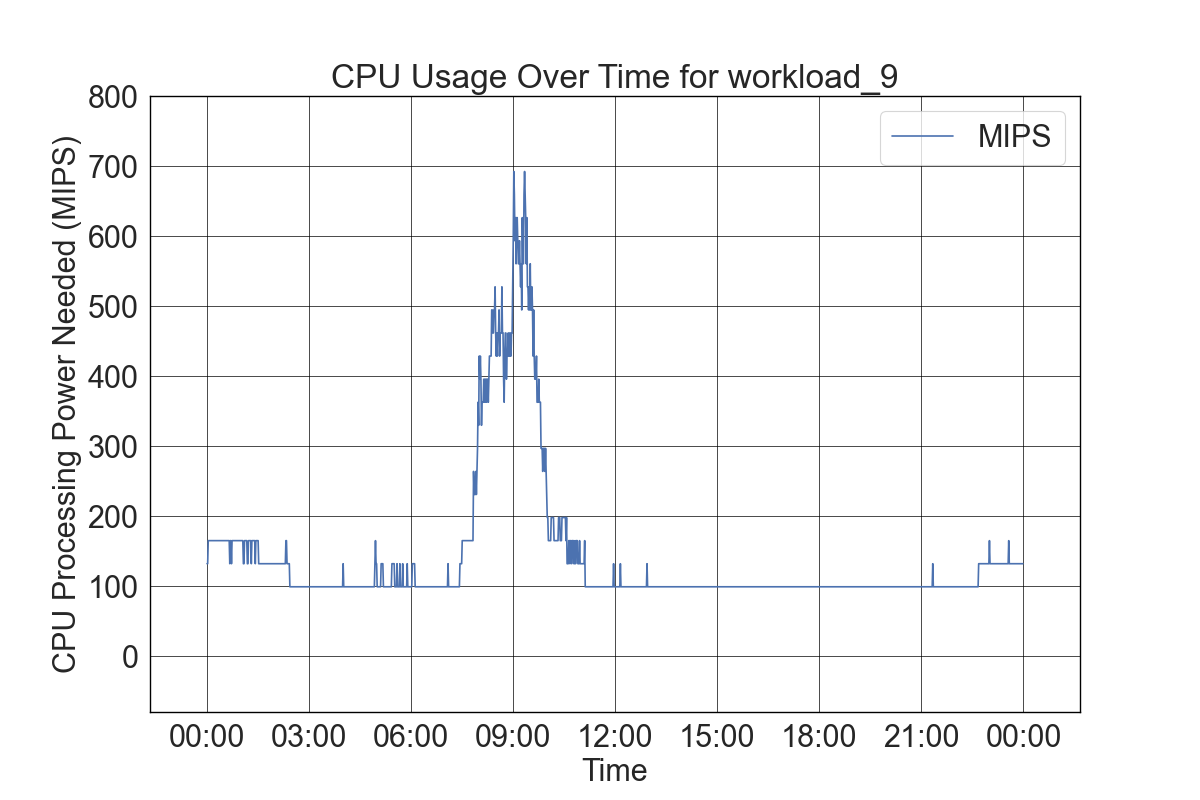 CPU Usage Over Time for workload_9
MIPS
CPU Processing Power Needed (MIPS)
800
700
600
500
400
300
200
100
0
00:00 03:00 06:00 09:00 12:00 15:00 18:00 21:00 00:00
Time